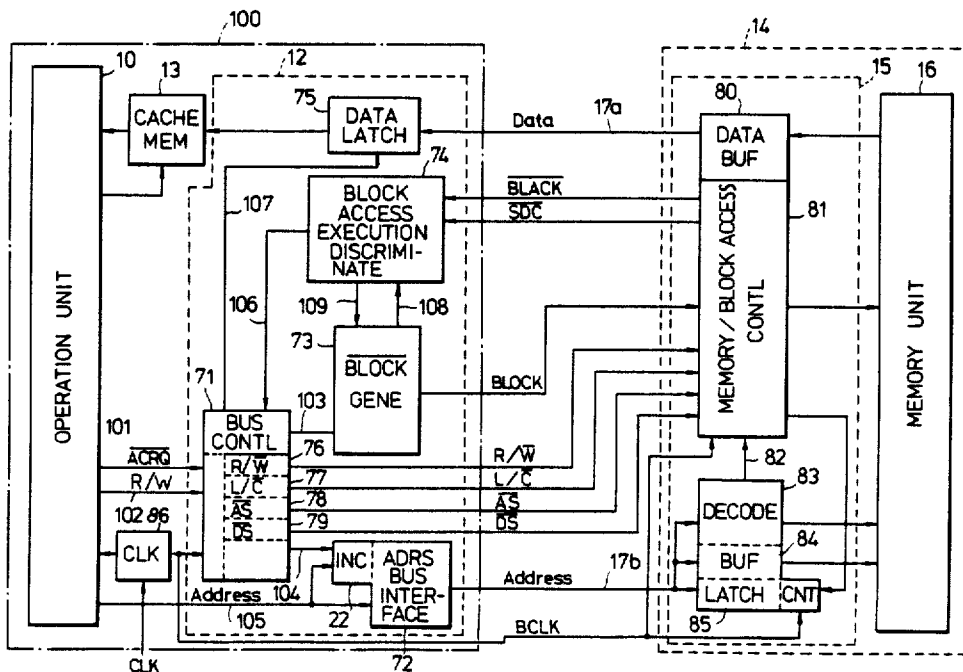 100
14
10
13
12
15
16
75
80
CACHE
MEM
DATA
LATCH
Data
17a
DATA
BUF
74
BLACK
SDC
81
107
BLOCK
ACCESS
EXECUTION
DISCRIMI-
NATE
OPERATION UNIT
MEMORY / BLOCK ACCESS
CONTL
MEMORY UNIT
106
109
108
73
BLOCK
GENE
BLOCK
71
103
BUS
CONTL
76
R/W
77
L/C
78
AS
79
DS
R/W
L/C
AS
DS
101
ACRQ
R/W
102
86
CLK
82
83
DECODE
84
BUF
LATCH
CNT
85
104
INC
ADRS
BUS
INTER-
FACE
Address
17b
Address
105
22
72
BCLK
CLK